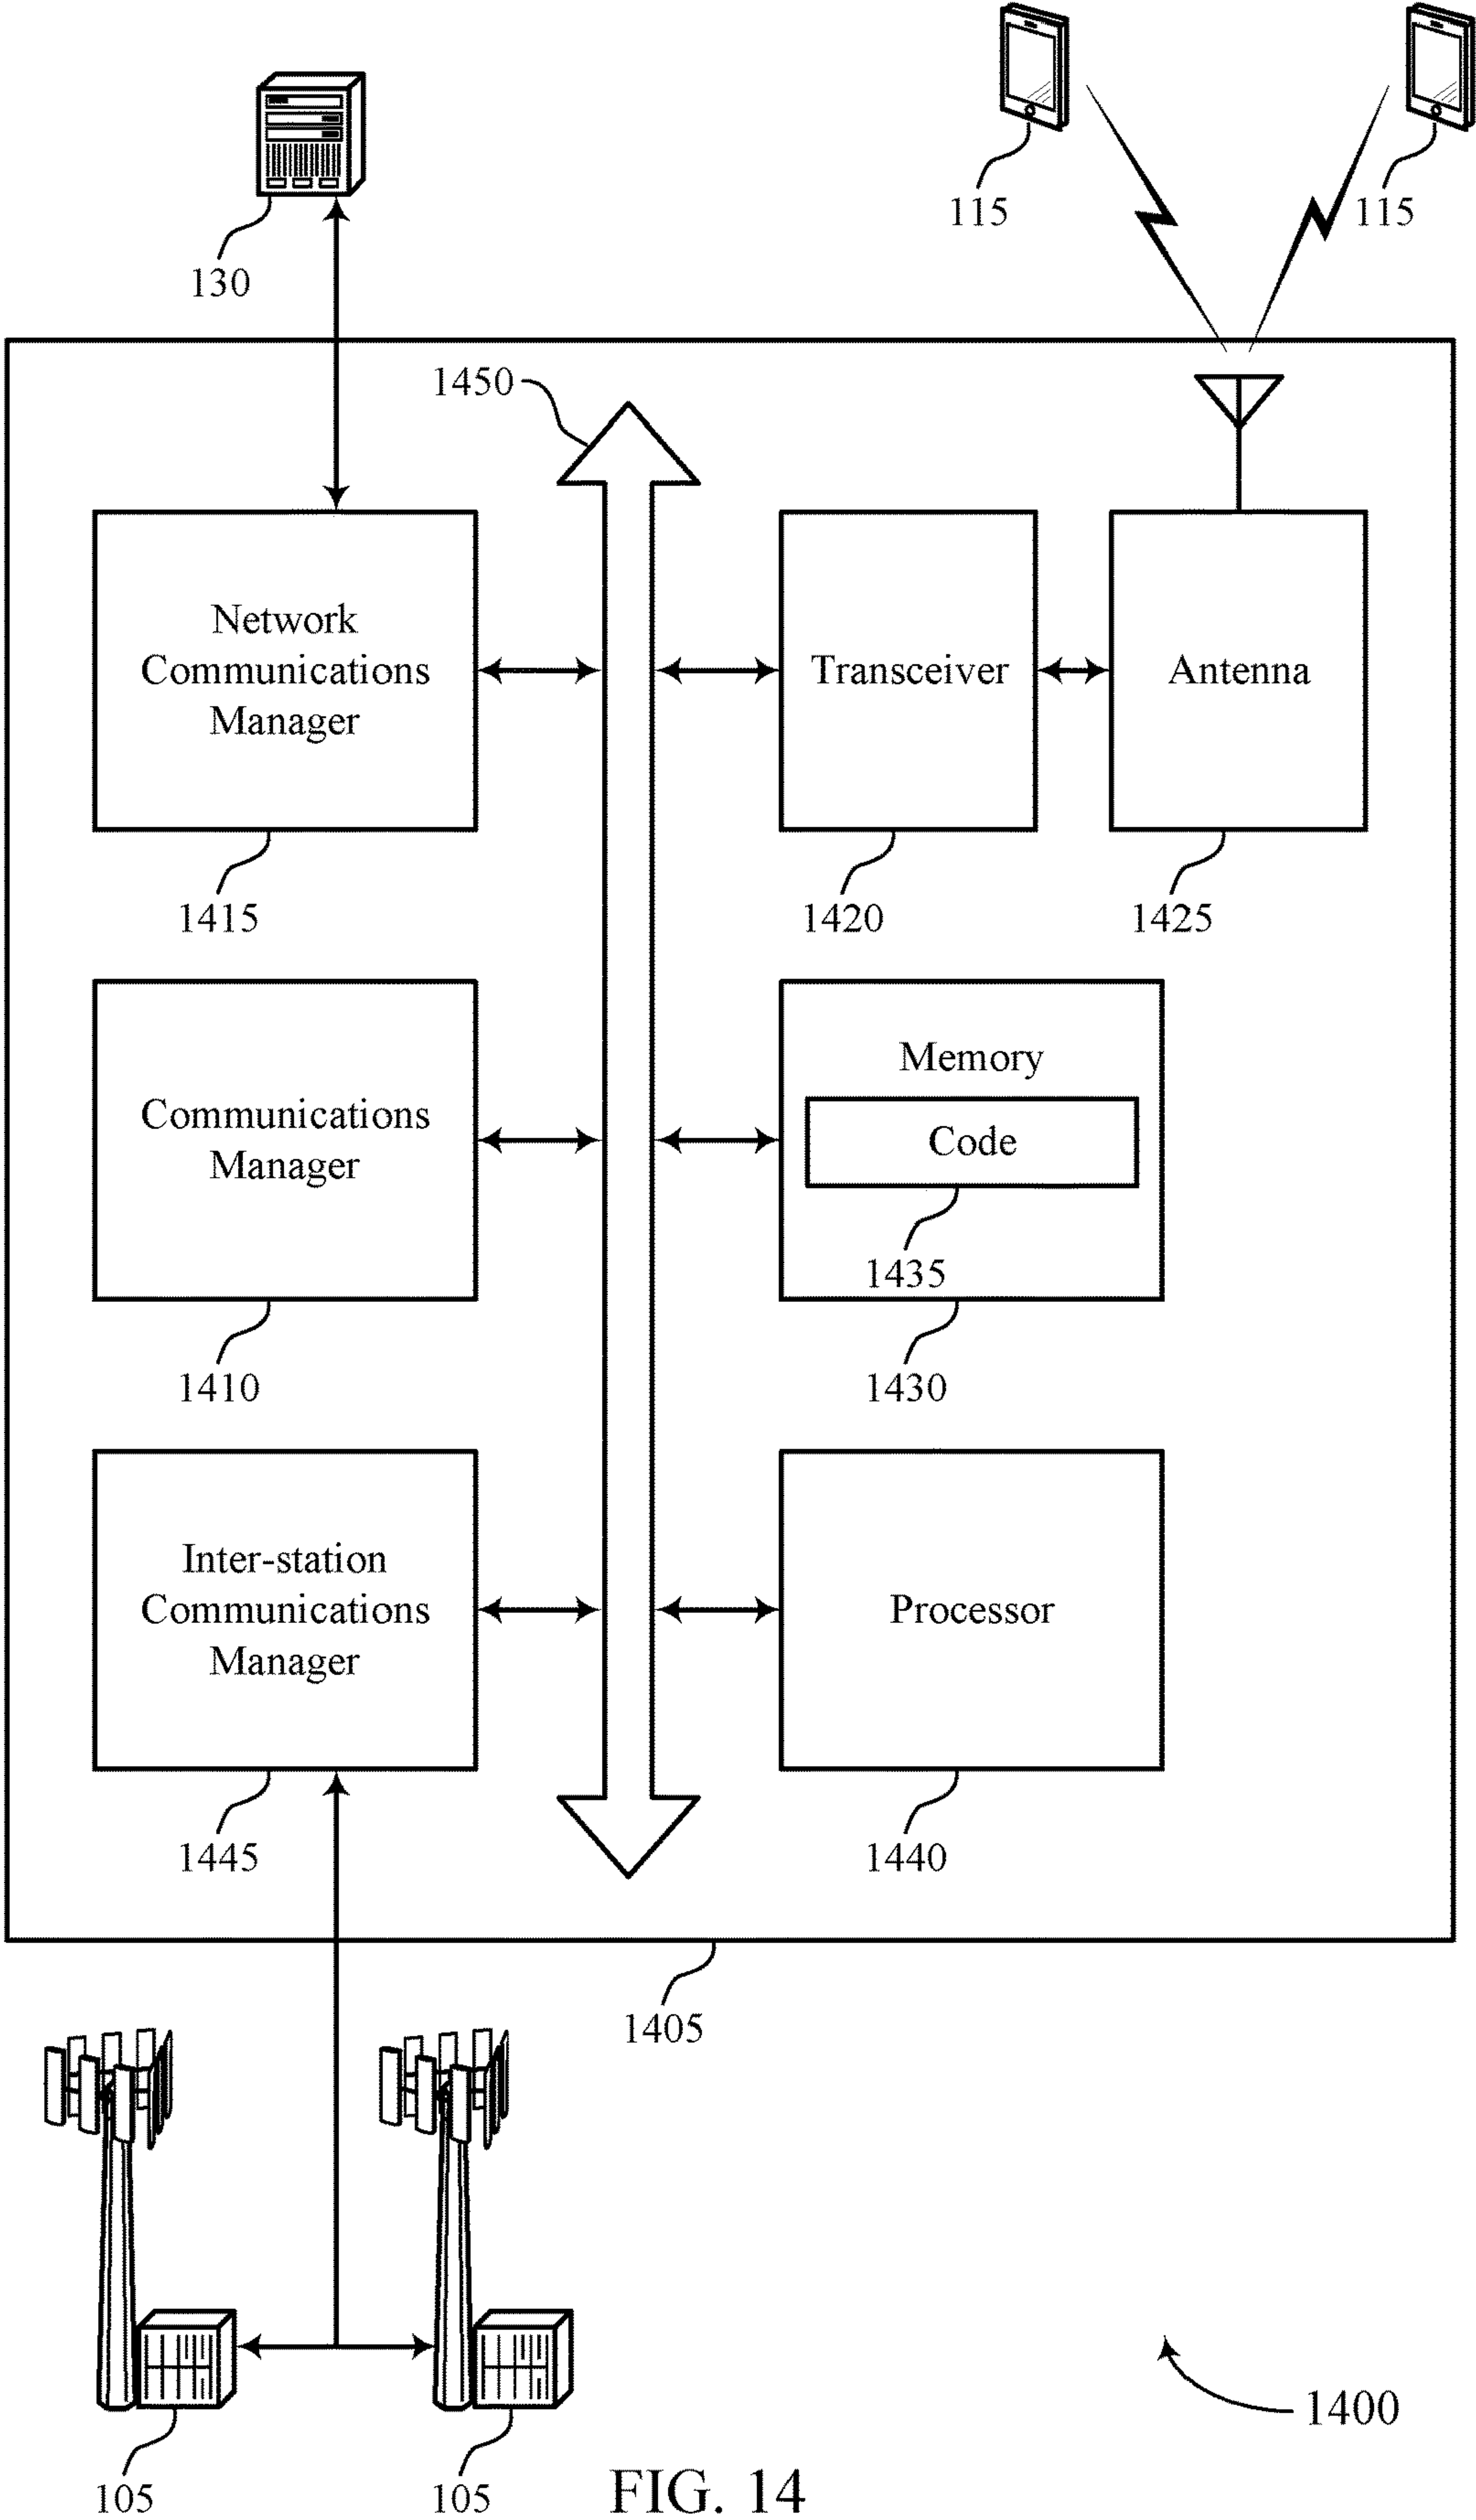 115
115
130
1450
Network
Communications
Manager
Transceiver
Antenna
1415
1420
1425
Communications
Manager
Memory
Code
1435
1410
1430
Inter-station
Communications
Manager
Processor
1445
1440
1405
1400
105
105
FIG. 14